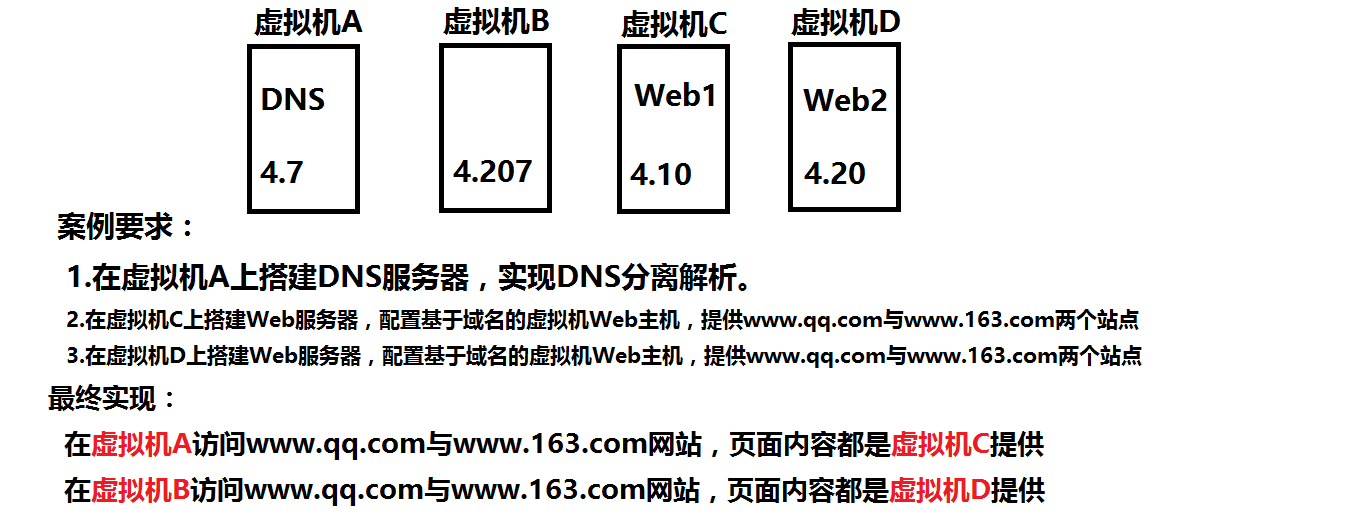 虚拟机A 虚拟机B 虚拟机C 虚拟机D
DNS Web1 Web2
4.7 4.207 4.10 4.20
案例要求：
1.在虚拟机A上搭建DNS服务器，实现DNS分离解析。
2.在虚拟机C上搭建Web服务器，配置基于域名的虚拟机Web主机，提供www.qq.com与www.163.com两个站点
3.在虚拟机D上搭建Web服务器，配置基于域名的虚拟机Web主机，提供www.qq.com与www.163.com两个站点
最终实现：
在虚拟机A访问www.qq.com与www.163.com网站，页面内容都是虚拟机C提供
在虚拟机B访问www.qq.com与www.163.com网站，页面内容都是虚拟机D提供